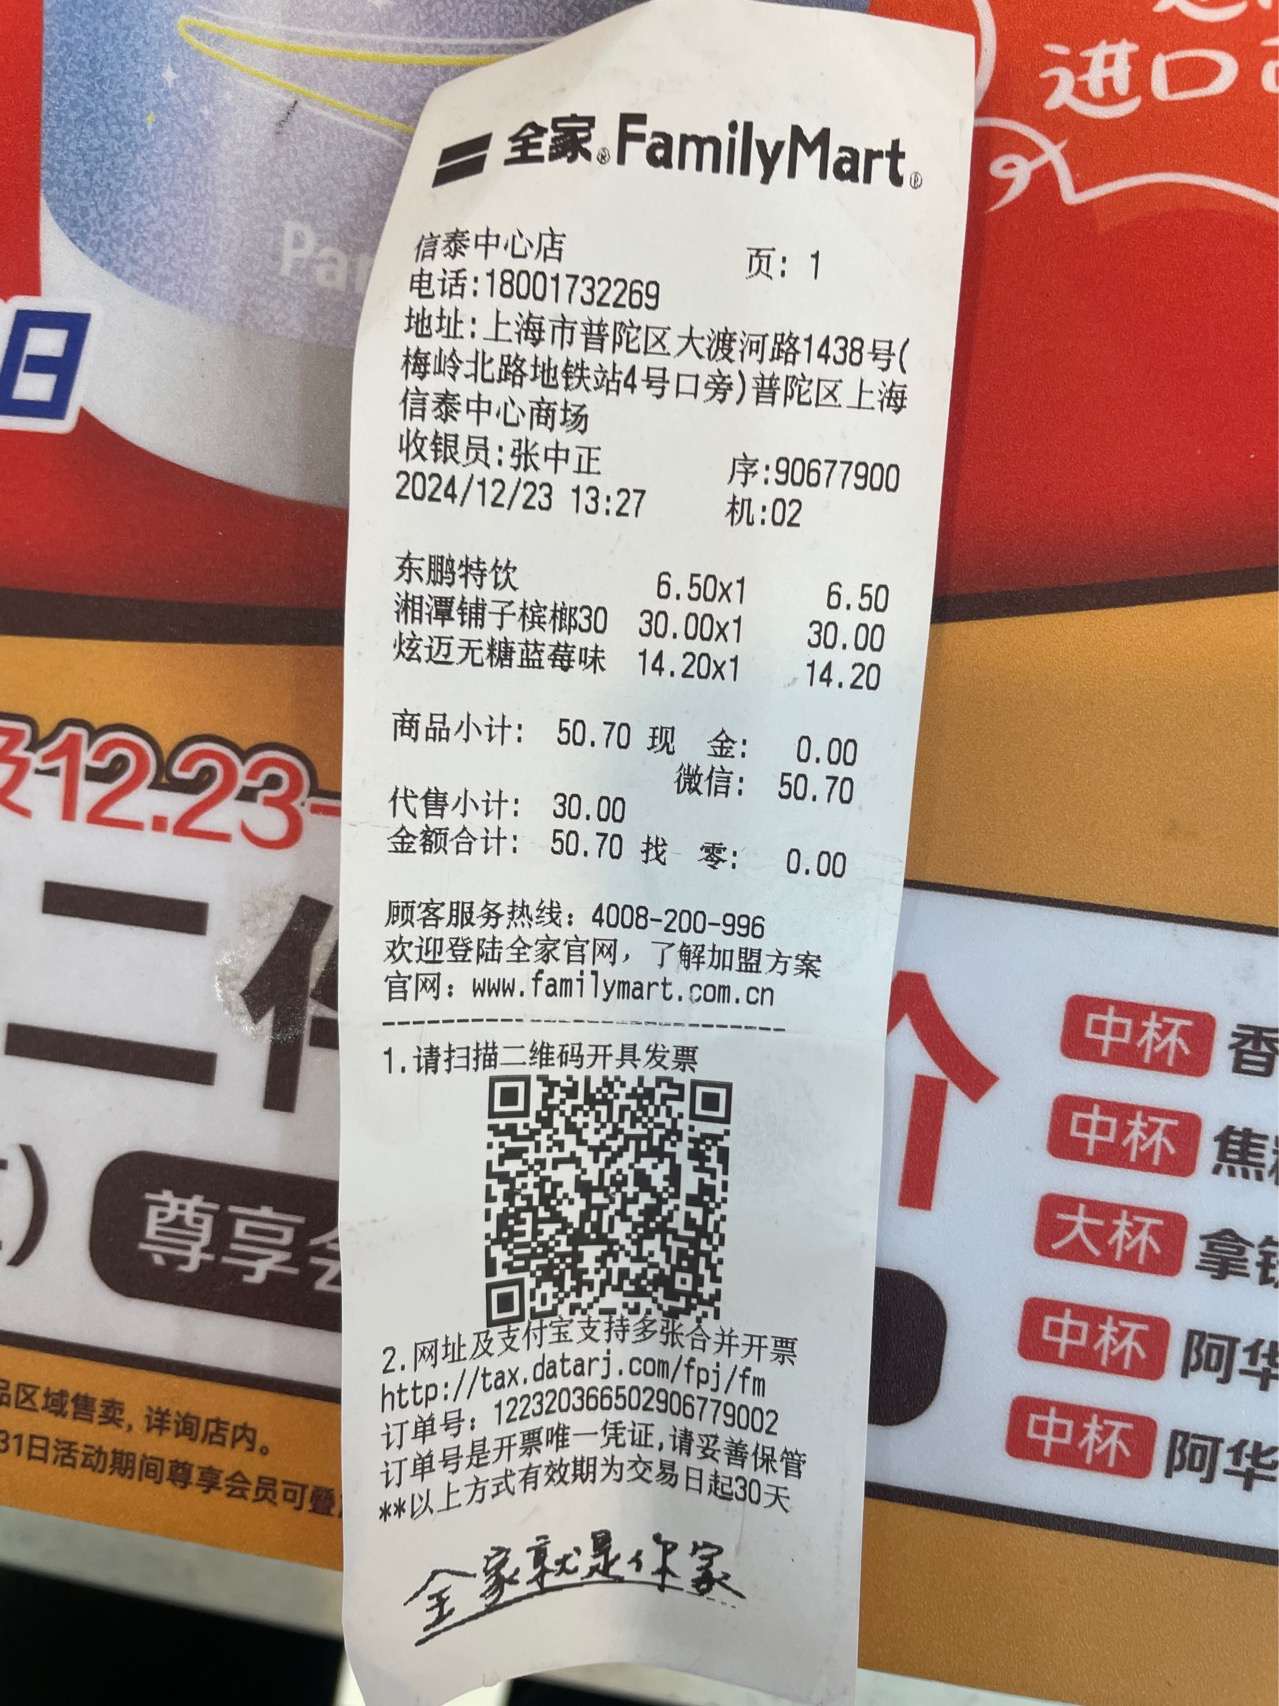 进口
全家® FamilyMart®
信泰中心店 页: 1
电话:18001732269
地址:上海市普陀区大渡河路1438号(
梅岭北路地铁站4号口旁)普陀区上海
信泰中心商场
收银员:张中正 序:90677900
2024/12/23 13:27 机:02
东鹏特饮 6.50x1 6.50
湘潭铺子槟榔30 30.00x1 30.00
炫迈无糖蓝莓味 14.20x1 14.20
商品小计: 50.70 现 金: 0.00
微信: 50.70
代售小计: 30.00
金额合计: 50.70 找 零: 0.00
顾客服务热线: 4008-200-996
欢迎登陆全家官网, 了解加盟方案
官网: www.familymart.com.cn
--------------------------------
1.请扫描二维码开具发票
2.网址及支付宝支持多张合并开票
http://tax.datarj.com/fpj/fm
订单号: 1223203665029067790​02
订单号是开票唯一凭证,请妥善保管
**以上方式有效期为交易日起30天
全家就是你家
Par
日
及12.23-
二件
个
尊享会
中杯 香
中杯 焦
大杯 拿铁
中杯 阿华
中杯 阿华
品区域售卖, 详询店内。
31日活动期间尊享会员可叠